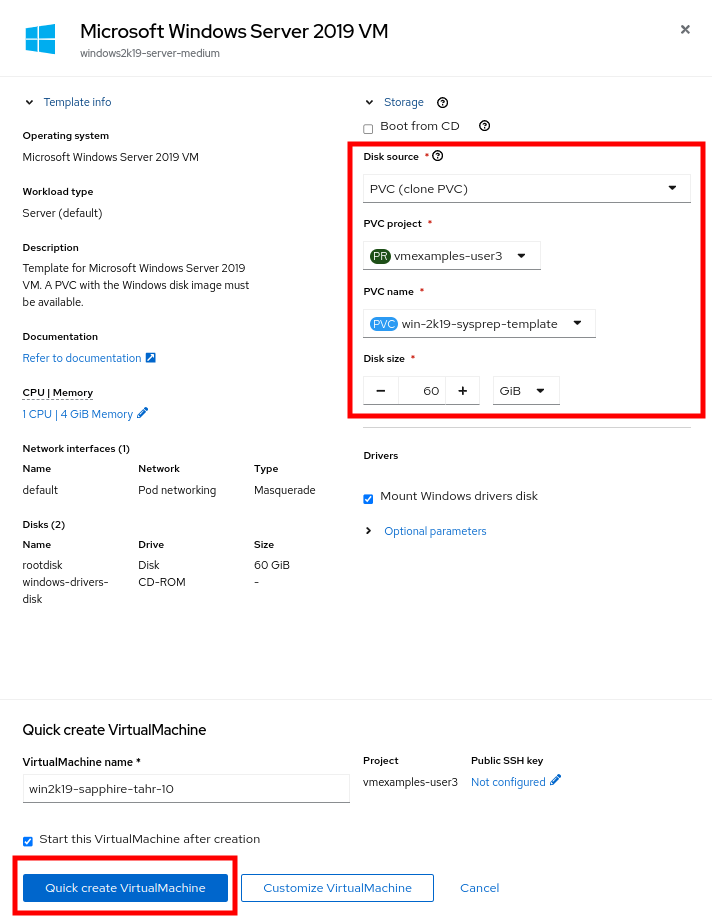 Microsoft Windows Server 2019 VM
windows2k19-server-medium
Template info
Operating system
Microsoft Windows Server 2019 VM
Workload type
Server (default)
Description
Template for Microsoft Windows Server 2019
VM. A PVC with the Windows disk image must
be available.
Documentation
Refer to documentation
CPU | Memory
1 CPU | 4 GiB Memory
Network interfaces (1)
Name Network Type
default Pod networking Masquerade
Disks (2)
Name Drive Size
rootdisk Disk 60 GiB
windows-drivers- CD-ROM -
disk
Storage
Boot from CD
Disk source *
PVC (clone PVC)
PVC project *
PR vmexamples-user3
PVC name *
PVC win-2k19-sysprep-template
Disk size *
− 60 + GiB
Drivers
Mount Windows drivers disk
Optional parameters
Quick create VirtualMachine
VirtualMachine name *
win2k19-sapphire-tahr-10
Project
vmexamples-user3
Public SSH key
Not configured
Start this VirtualMachine after creation
Quick create VirtualMachine Customize VirtualMachine Cancel